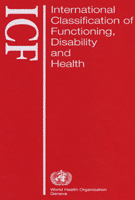 ICF
International
Classification of
Functioning,
Disability
and
Health
World Health Organization
Geneva